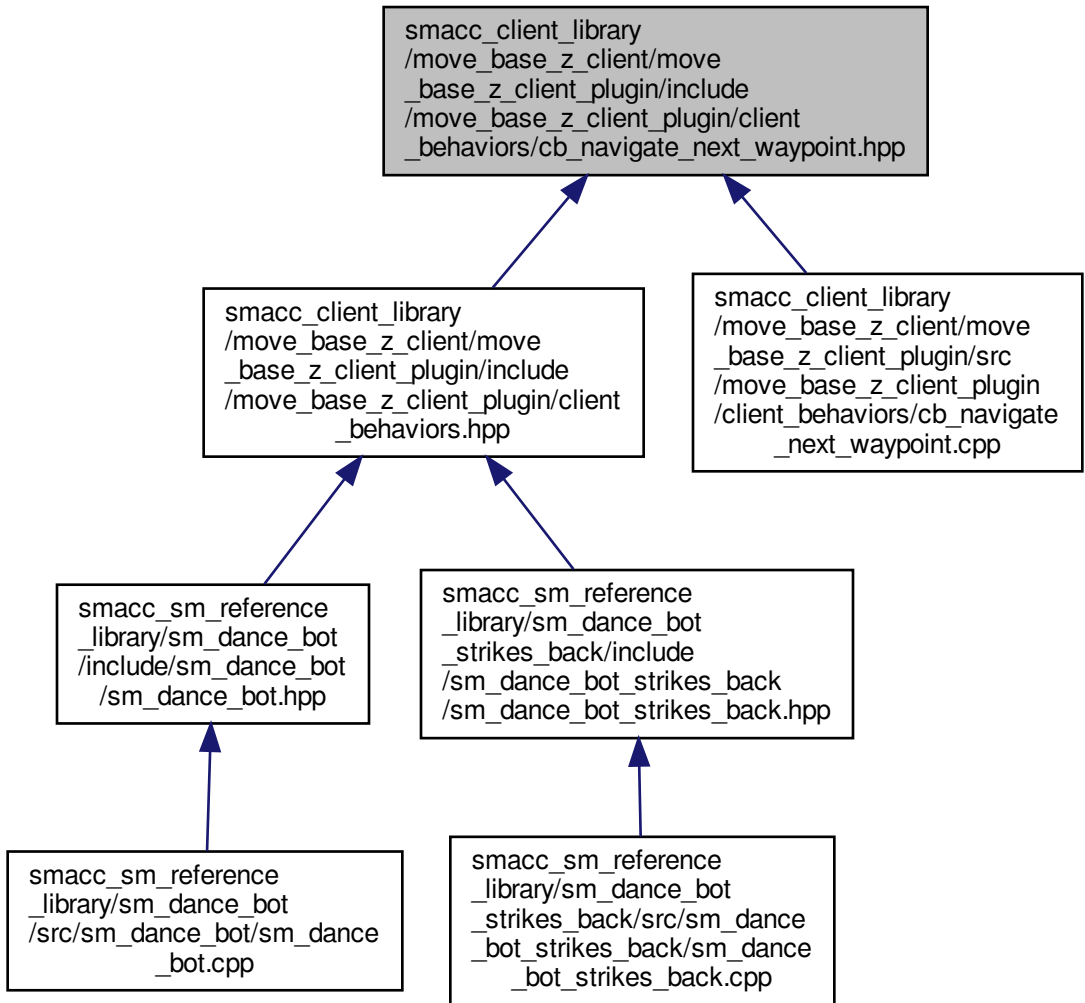 smacc_client_library
/move_base_z_client/move
_base_z_client_plugin/include
/move_base_z_client_plugin/client
_behaviors/cb_navigate_next_waypoint.hpp
smacc_client_library
/move_base_z_client/move
_base_z_client_plugin/include
/move_base_z_client_plugin/client
_behaviors.hpp
smacc_client_library
/move_base_z_client/move
_base_z_client_plugin/src
/move_base_z_client_plugin
/client_behaviors/cb_navigate
_next_waypoint.cpp
smacc_sm_reference
_library/sm_dance_bot
/include/sm_dance_bot
/sm_dance_bot.hpp
smacc_sm_reference
_library/sm_dance_bot
_strikes_back/include
/sm_dance_bot_strikes_back
/sm_dance_bot_strikes_back.hpp
smacc_sm_reference
_library/sm_dance_bot
/src/sm_dance_bot/sm_dance
_bot.cpp
smacc_sm_reference
_library/sm_dance_bot
_strikes_back/src/sm_dance
_bot_strikes_back/sm_dance
_bot_strikes_back.cpp